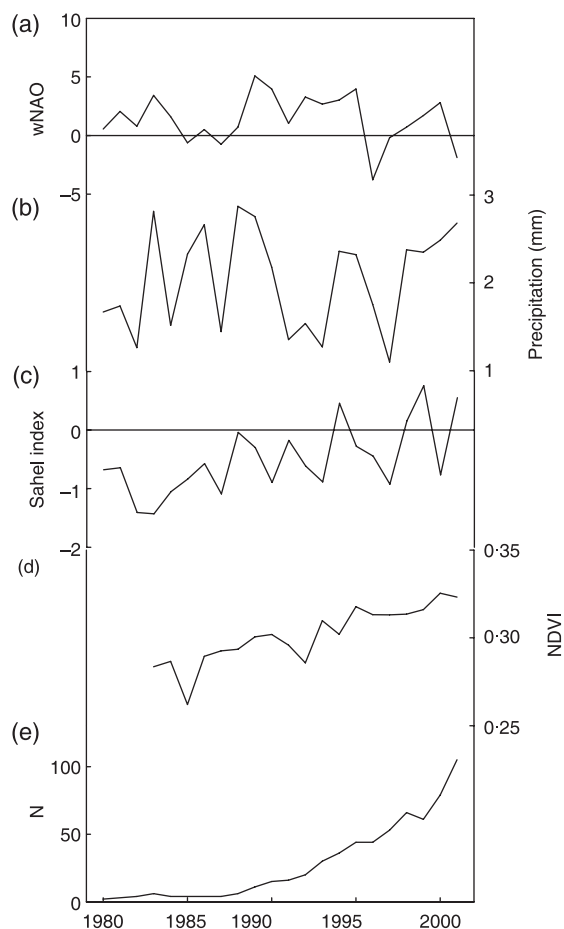 (a)
10
5
0
−5
wNAO
(b)
3
2
1
Precipitation (mm)
(c)
1
0
−1
−2
Sahel index
(d)
0·35
0·30
0·25
NDVI
(e)
100
50
0
N
1980 1985 1990 1995 2000